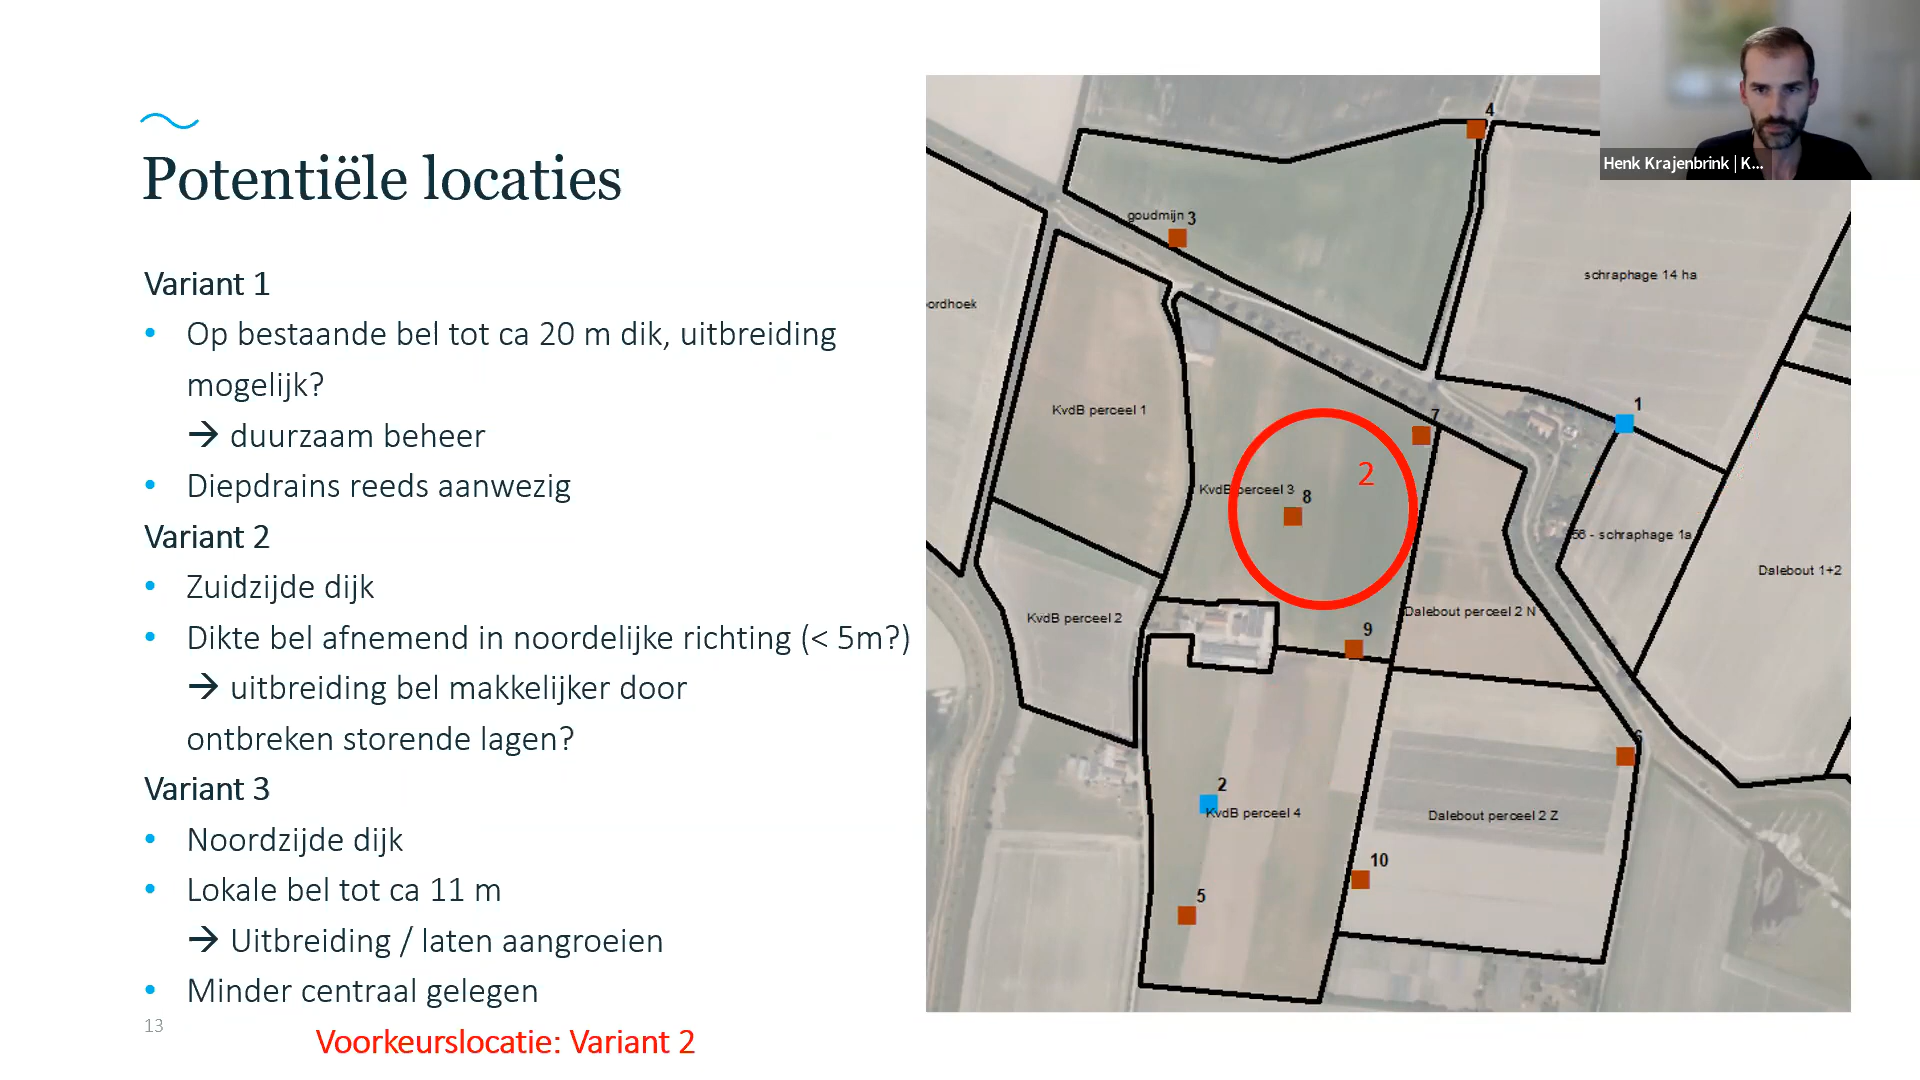 Potentiële locaties
Variant 1
• Op bestaande bel tot ca 20 m dik, uitbreiding
mogelijk?
→ duurzaam beheer
• Diepdrains reeds aanwezig
Variant 2
• Zuidzijde dijk
• Dikte bel afnemend in noordelijke richting (< 5m?)
→ uitbreiding bel makkelijker door
ontbreken storende lagen?
Variant 3
• Noordzijde dijk
• Lokale bel tot ca 11 m
→ Uitbreiding / laten aangroeien
• Minder centraal gelegen
13
Voorkeurslocatie: Variant 2
Henk Krajenbrink | K...
4
goudmijn 3
schraphage 14 ha
ordhoek
KvdB perceel 1
7
1
2
KvdB perceel 3
8
- schraphage 1a
Dalebout 1+2
KvdB perceel 2
Dalebout perceel 2 N
9
6
2
KvdB perceel 4
Dalebout perceel 2 Z
10
5